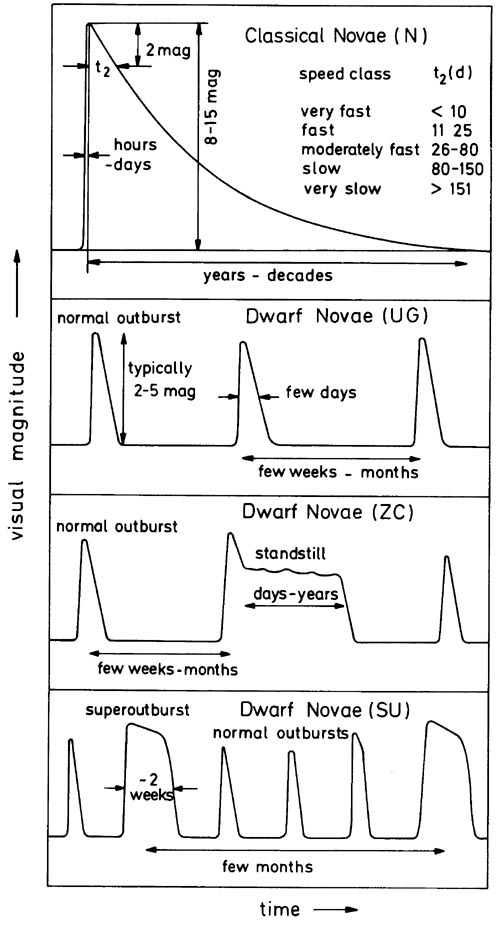 Classical Novae (N)
2 mag
t2
8-15 mag
hours
-days
speed class t2(d)
very fast < 10
fast 11 25
moderately fast 26-80
slow 80-150
very slow > 151
years - decades
normal outburst
Dwarf Novae (UG)
typically
2-5 mag
few days
few weeks - months
Dwarf Novae (ZC)
normal outburst
standstill
days-years
few weeks-months
superoutburst
Dwarf Novae (SU)
normal outbursts
~2
weeks
few months
visual magnitude
time